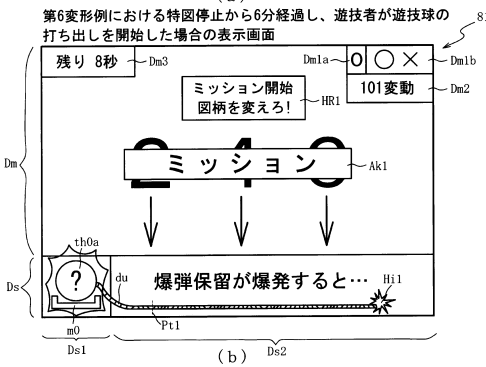 第6変形例における特図停止から6分経過し、遊技者が遊技球の
打ち出しを開始した場合の表示画面
残り 8秒
Dm3
Dm1a
0
○ ×
Dm1b
ミッション開始
図柄を変えろ!
HR1
101変動
Dm2
Dm
2 4 0
ミッション
Ak1
th0a
?
du
爆弾保留が爆発すると…
Hi1
Ds
m0
Pt1
Ds1
Ds2
(b)